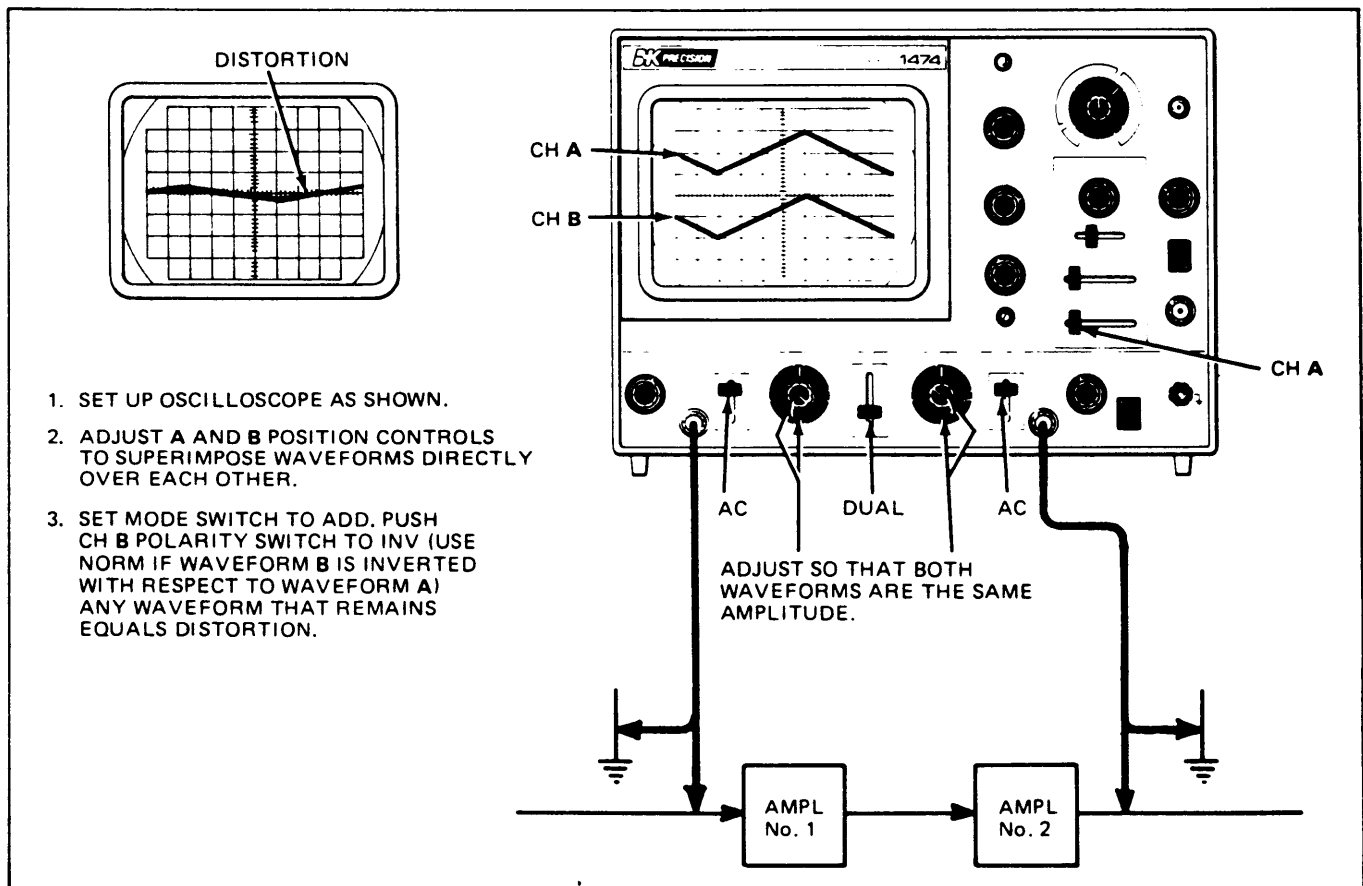 DISTORTION
BK PRECISION
1474
CH A
CH B
CH A
1. SET UP OSCILLOSCOPE AS SHOWN.
2. ADJUST A AND B POSITION CONTROLS
TO SUPERIMPOSE WAVEFORMS DIRECTLY
OVER EACH OTHER.
3. SET MODE SWITCH TO ADD. PUSH
CH B POLARITY SWITCH TO INV (USE
NORM IF WAVEFORM B IS INVERTED
WITH RESPECT TO WAVEFORM A)
ANY WAVEFORM THAT REMAINS
EQUALS DISTORTION.
AC
DUAL
AC
ADJUST SO THAT BOTH
WAVEFORMS ARE THE SAME
AMPLITUDE.
AMPL
No. 1
AMPL
No. 2